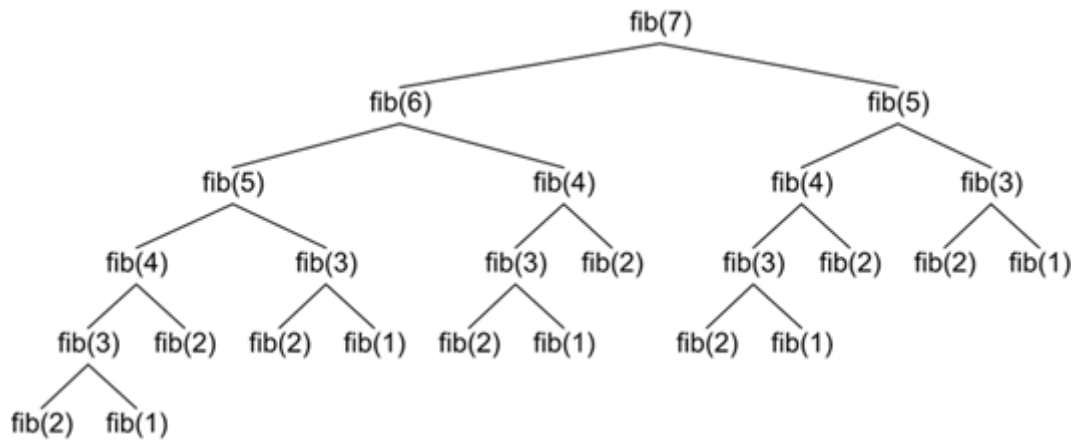 fib(7)
fib(6) fib(5)
fib(5) fib(4) fib(4) fib(3)
fib(4) fib(3) fib(3) fib(2) fib(3) fib(2) fib(2) fib(1)
fib(3) fib(2) fib(2) fib(1) fib(2) fib(1) fib(2) fib(1)
fib(2) fib(1)